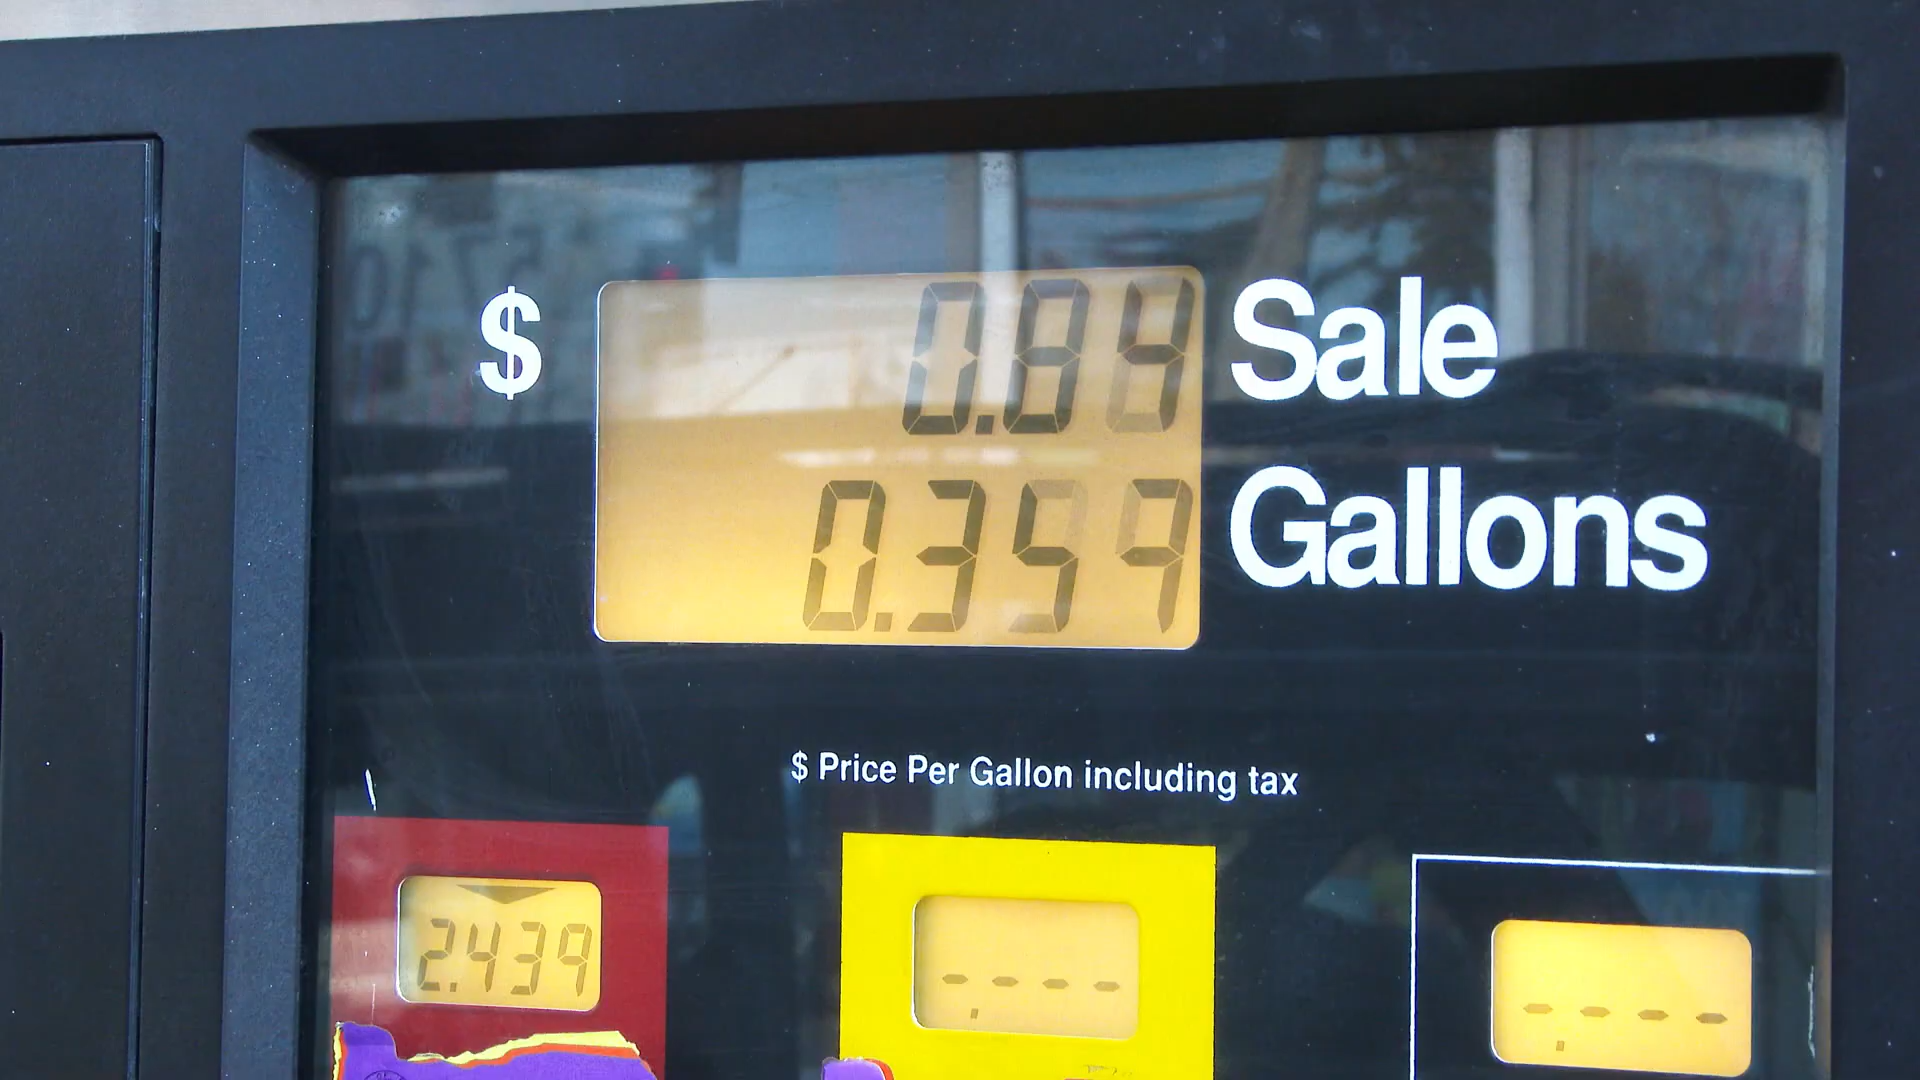 $ 0.84 Sale
0.359 Gallons
$ Price Per Gallon including tax
2.439 ----. ----.